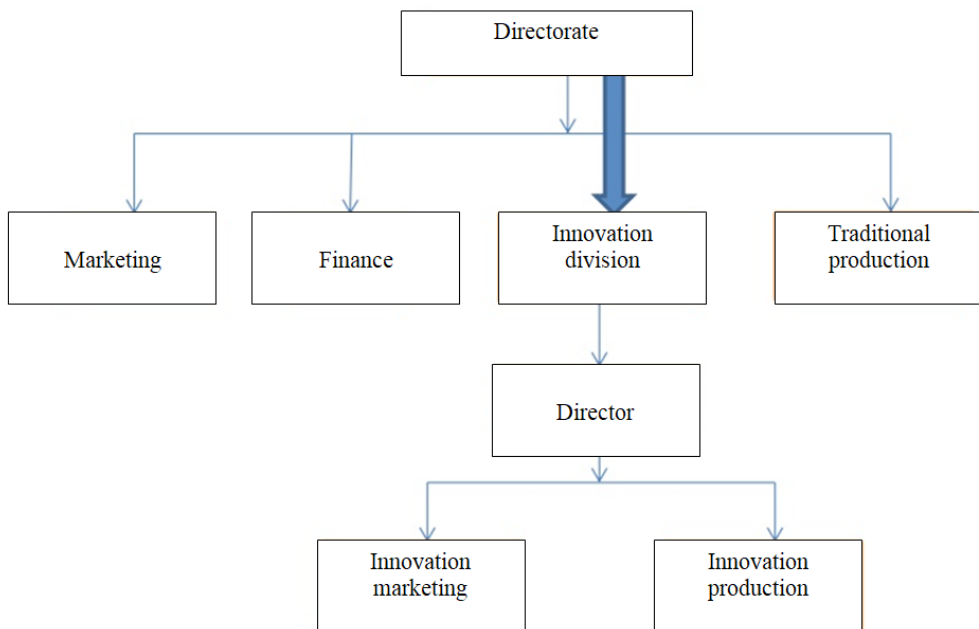 Directorate
Marketing
Finance
Innovation
division
Traditional
production
Director
Innovation
marketing
Innovation
production